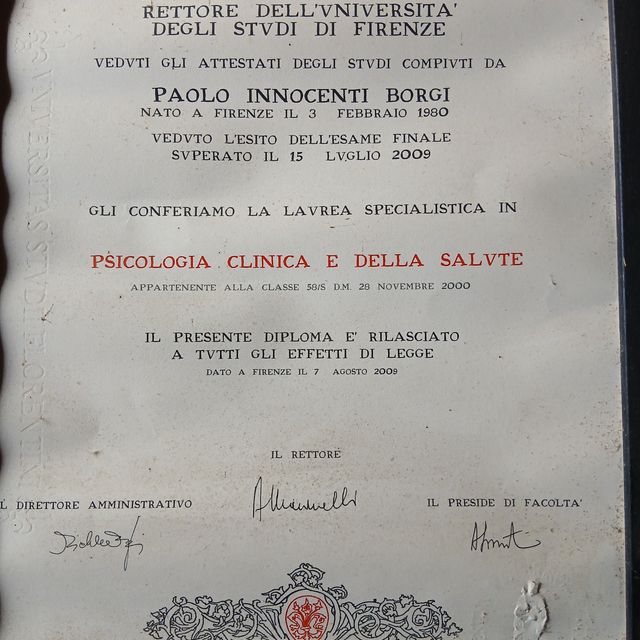 RETTORE DELL'VNIVERSITA'
DEGLI STVDI DI FIRENZE
VEDVTI GLI ATTESTATI DEGLI STVDI COMPIVTI DA
PAOLO INNOCENTI BORGI
NATO A FIRENZE IL 3 FEBBRAIO 1980
VEDVTO L'ESITO DELL'ESAME FINALE
SVPERATO IL 15 LVGLIO 2009
GLI CONFERIAMO LA LAVREA SPECIALISTICA IN
PSICOLOGIA CLINICA E DELLA SALVTE
APPARTENENTE ALLA CLASSE 58/S D.M. 28 NOVEMBRE 2000
IL PRESENTE DIPLOMA E' RILASCIATO
A TVTTI GLI EFFETTI DI LEGGE
DATO A FIRENZE IL 7 AGOSTO 2009
IL RETTORE
IL DIRETTORE AMMINISTRATIVO
IL PRESIDE DI FACOLTA'